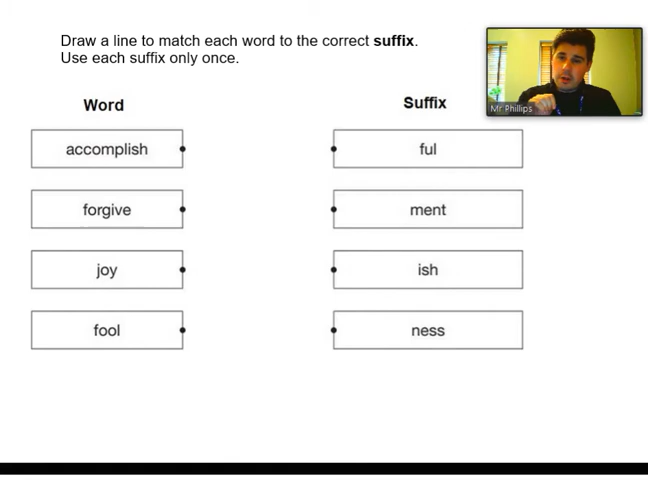 Draw a line to match each word to the correct suffix.
Use each suffix only once.
Mr Phillips
Word Suffix
accomplish ful
forgive ment
joy ish
fool ness